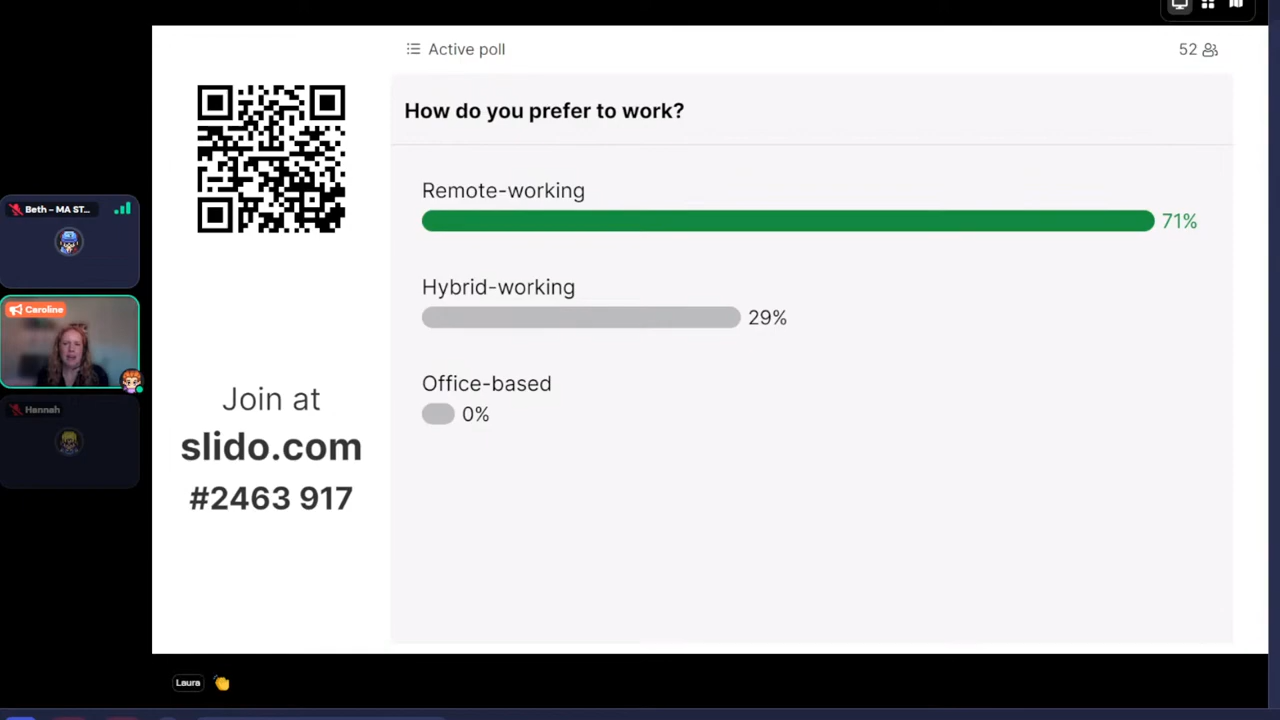 Active poll
52
How do you prefer to work?
Remote-working
71%
Hybrid-working
29%
Office-based
0%
Join at
slido.com
#2463 917
Beth - MA ST...
Caroline
Hannah
Laura